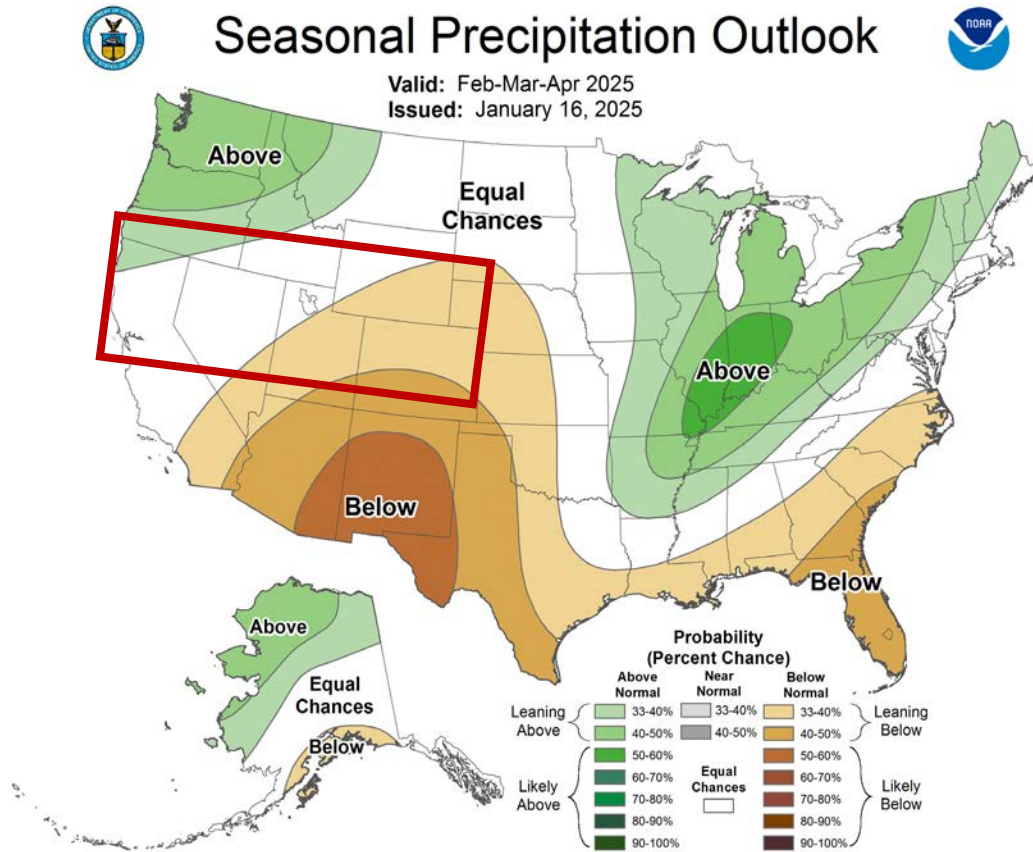 Seasonal Precipitation Outlook
NOAA
Valid: Feb-Mar-Apr 2025
Issued: January 16, 2025
Above
Equal
Chances
Above
Below
Below
Above
Equal
Chances
Below
Probability
(Percent Chance)
Above
Normal
Near
Normal
Below
Normal
Leaning
Above
33-40%
33-40%
33-40%
Leaning
Below
40-50%
40-50%
40-50%
Likely
Above
50-60%
60-70%
70-80%
80-90%
90-100%
Equal
Chances
50-60%
60-70%
70-80%
80-90%
90-100%
Likely
Below